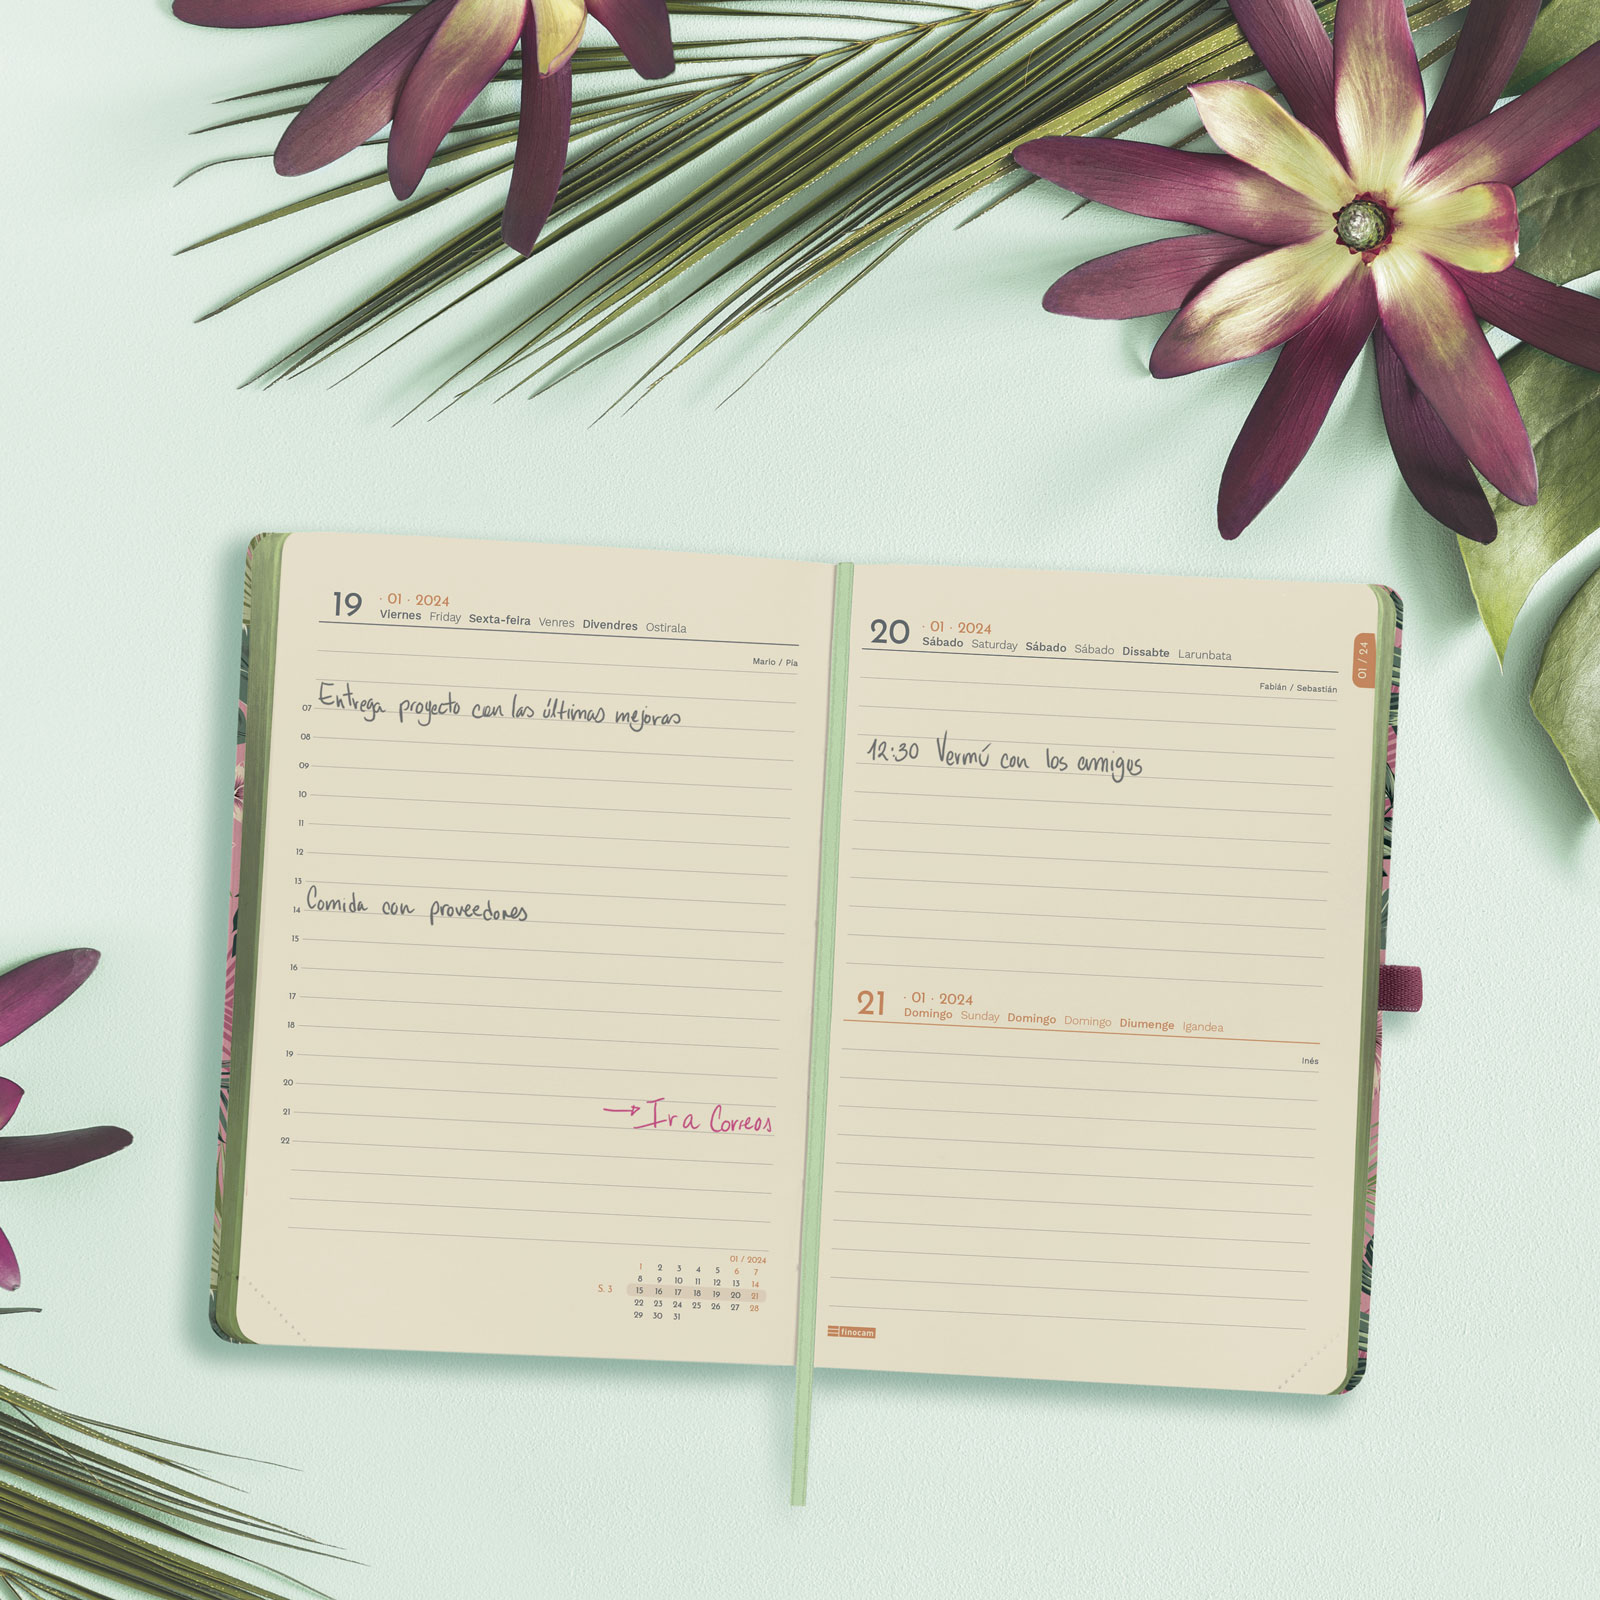 19 · 01 · 2024
Viernes Friday Sexta-feira Venres Divendres Ostirala
Mario / Pía
07 Entrega proyecto con las últimas mejoras
08
09
10
11
12
13
14 Comida con proveedores
15
16
17
18
19
20
21
→ Ir a Correos
22
01 / 2024
1 2 3 4 5 6 7
8 9 10 11 12 13 14
S. 3 15 16 17 18 19 20 21
22 23 24 25 26 27 28
29 30 31
20 · 01 · 2024
Sábado Saturday Sábado Sábado Dissabte Larunbata
01 / 24
Fabián / Sebastián
12:30 Vermú con los amigos
21 · 01 · 2024
Domingo Sunday Domingo Domingo Diumenge Igandea
Inés
finocam